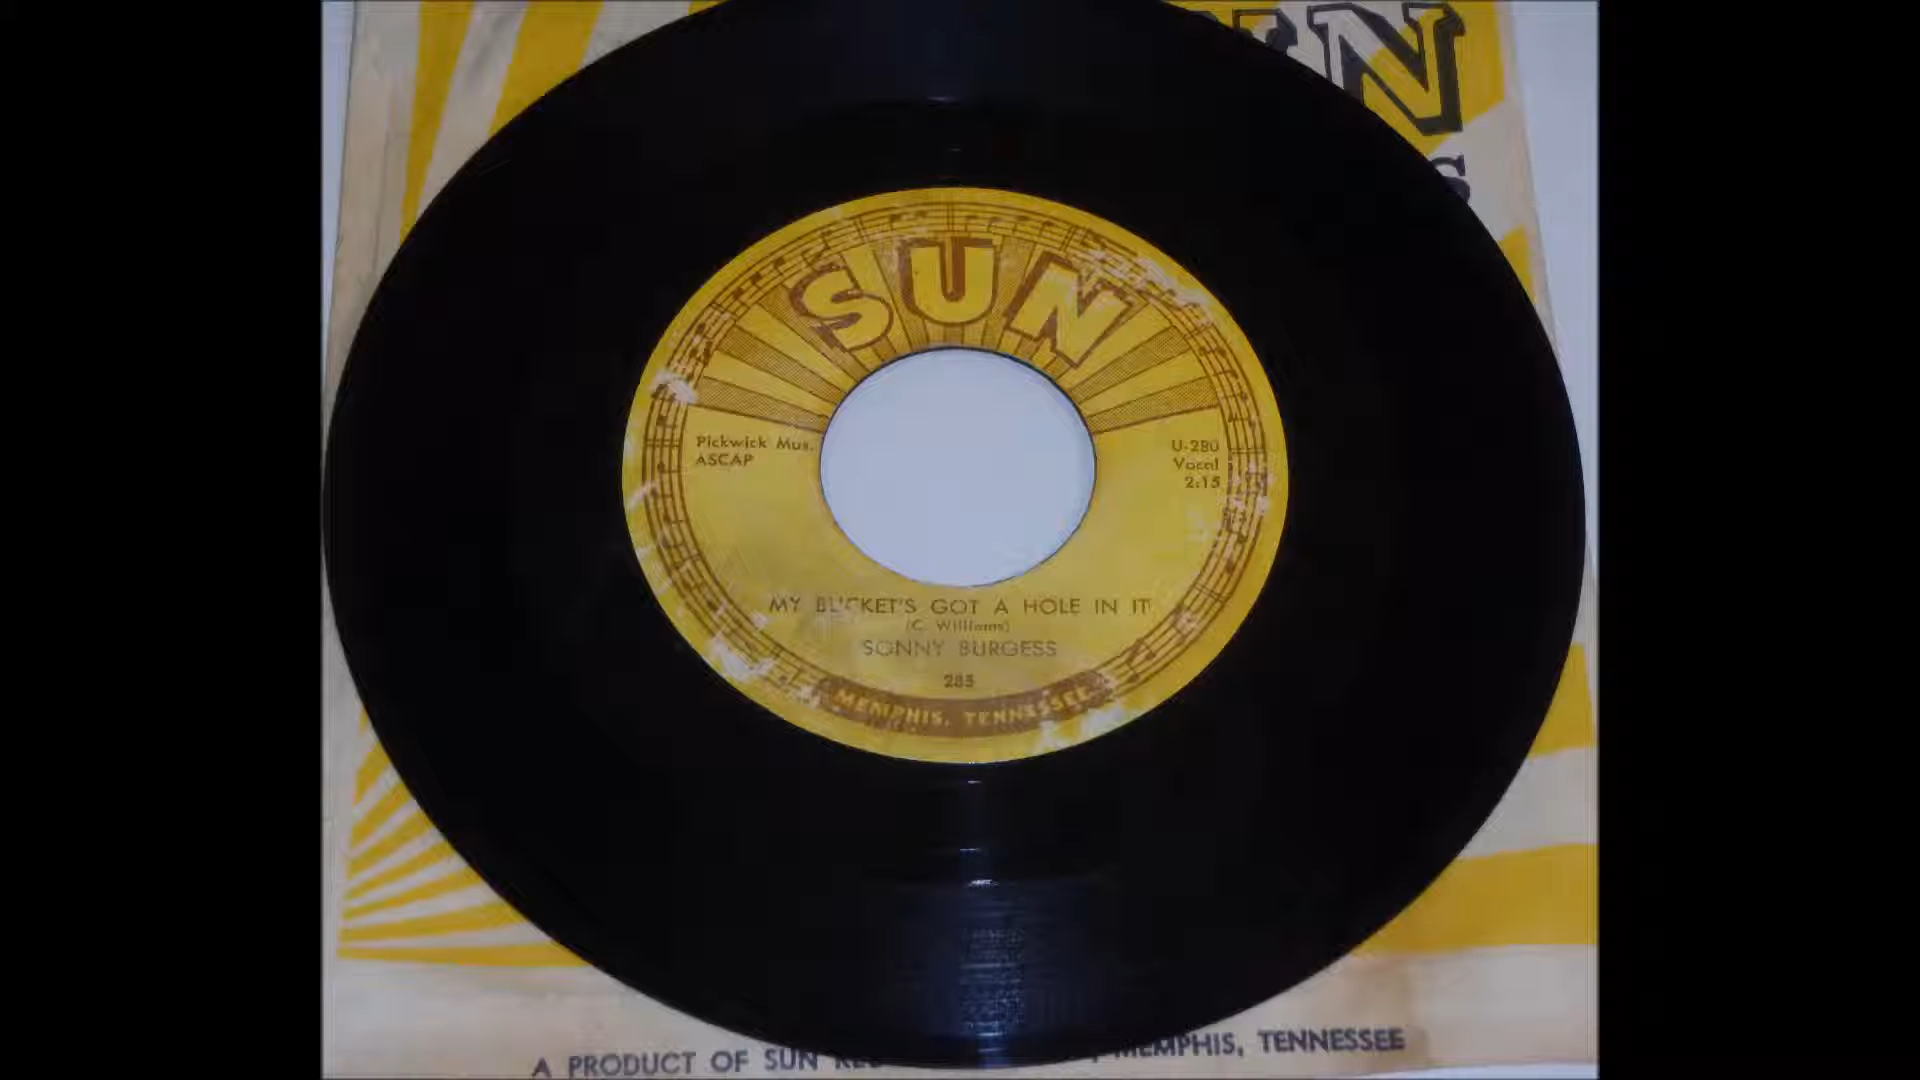 SUN
Pickwick Mus.
ASCAP
U-280
Vocal
2:15
MY BUCKET'S GOT A HOLE IN IT
(C. Williams)
SONNY BURGESS
285
MEMPHIS, TENNESSEE
A PRODUCT OF SUN MEMPHIS, TENNESSEE